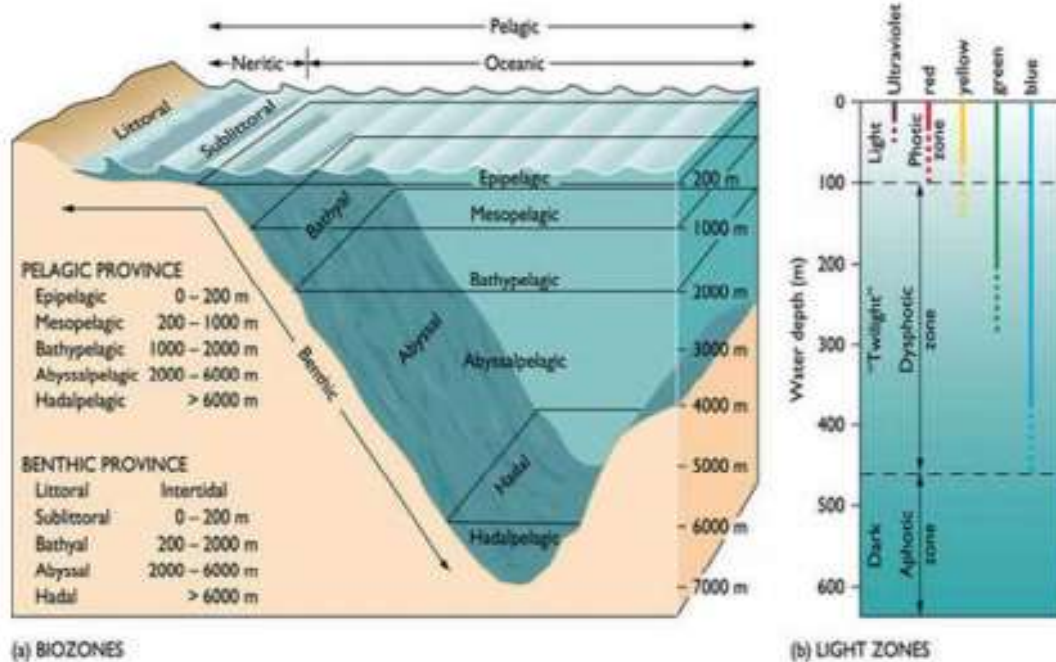 Pelagic
Neritic
Oceanic
Littoral
Sublittoral
Epipelagic
200 m
Bathyal
Mesopelagic
1000 m
Bathypelagic
2000 m
Abyssal
3000 m
Abyssalpelagic
4000 m
Benthic
Hadal
5000 m
6000 m
Hadalpelagic
7000 m
PELAGIC PROVINCE
Epipelagic 0 – 200 m
Mesopelagic 200 – 1000 m
Bathypelagic 1000 – 2000 m
Abyssalpelagic 2000 – 6000 m
Hadalpelagic > 6000 m
BENTHIC PROVINCE
Littoral Intertidal
Sublittoral 0 – 200 m
Bathyal 200 – 2000 m
Abyssal 2000 – 6000 m
Hadal > 6000 m
(a) BIOZONES
Ultraviolet
red
yellow
green
blue
0
100
200
300
400
500
600
Water depth (m)
Light
Photic
zone
"Twilight"
Dysphotic
zone
Dark
Aphotic
zone
(b) LIGHT ZONES